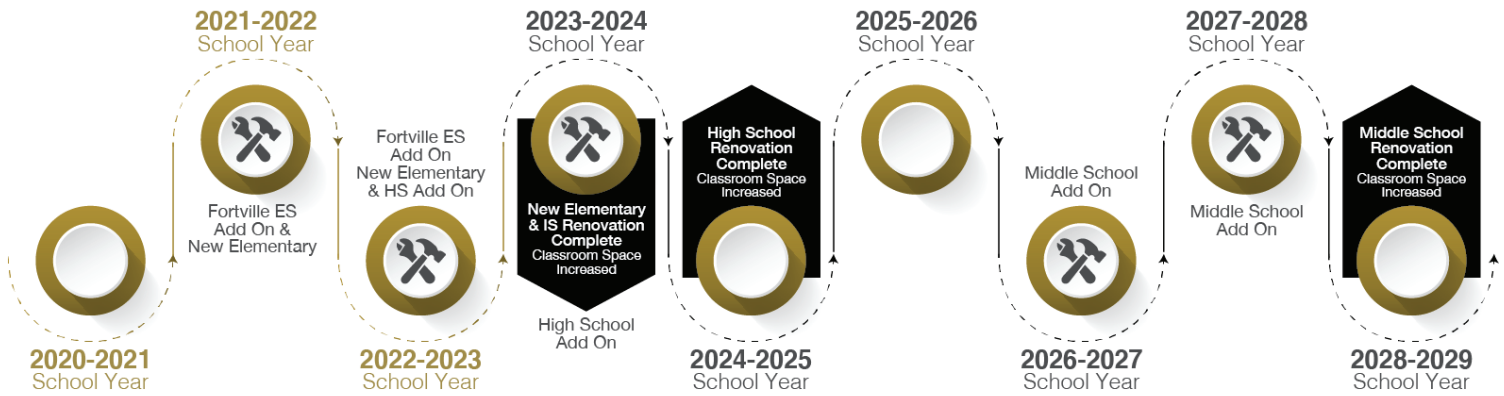 2020-2021
School Year
2021-2022
School Year
Fortville ES
Add On &
New Elementary
Fortville ES
Add On
New Elementary
& HS Add On
2022-2023
School Year
2023-2024
School Year
New Elementary
& IS Renovation
Complete
Classroom Space
Increased
High School
Add On
High School
Renovation
Complete
Classroom Space
Increased
2024-2025
School Year
2025-2026
School Year
Middle School
Add On
2026-2027
School Year
2027-2028
School Year
Middle School
Add On
Middle School
Renovation
Complete
Classroom Space
Increased
2028-2029
School Year